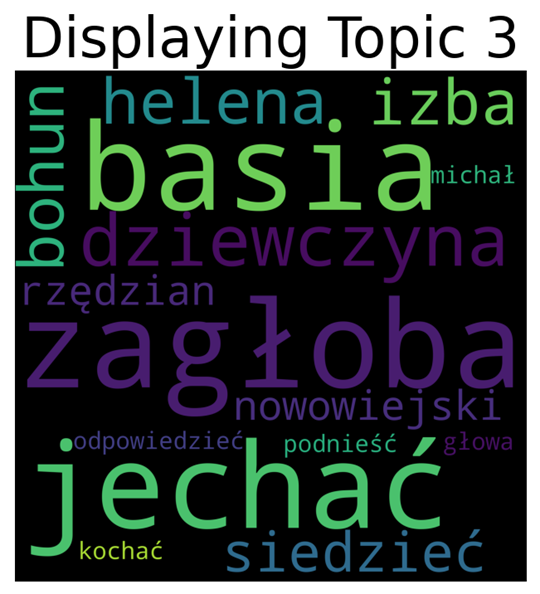 Displaying Topic 3
helena
izba
bohun
basia
michał
dziewczyna
rzędzian
zagłoba
nowowiejski
odpowiedzieć
podnieść
głowa
jechać
kochać
siedzieć